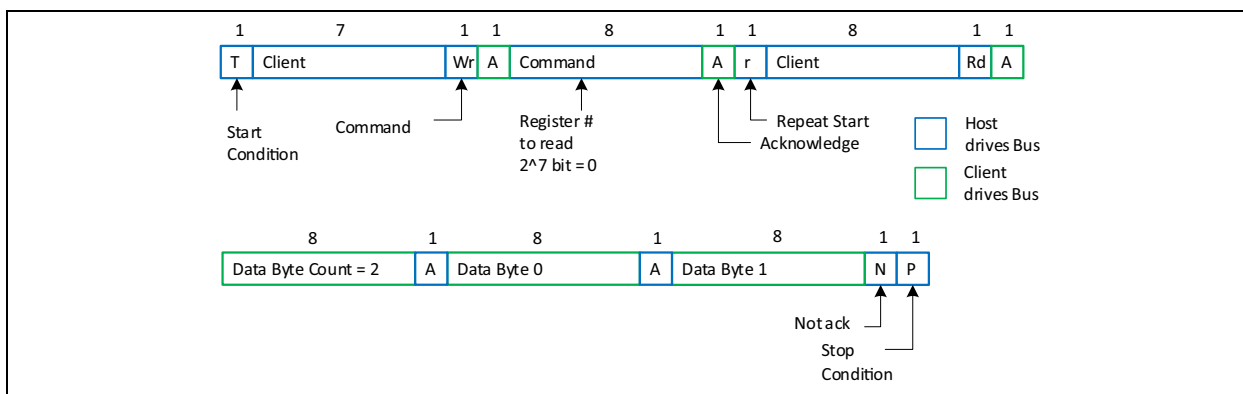 1 7 1 1 8 1 1 8 1 1
T Client Wr A Command A r Client Rd A
Start
Condition
Command
Register #
to read
2^7 bit = 0
Repeat Start
Acknowledge
Host
drives Bus
Client
drives Bus
8 1 8 1 8 1 1
Data Byte Count = 2 A Data Byte 0 A Data Byte 1 N P
Not ack
Stop
Condition